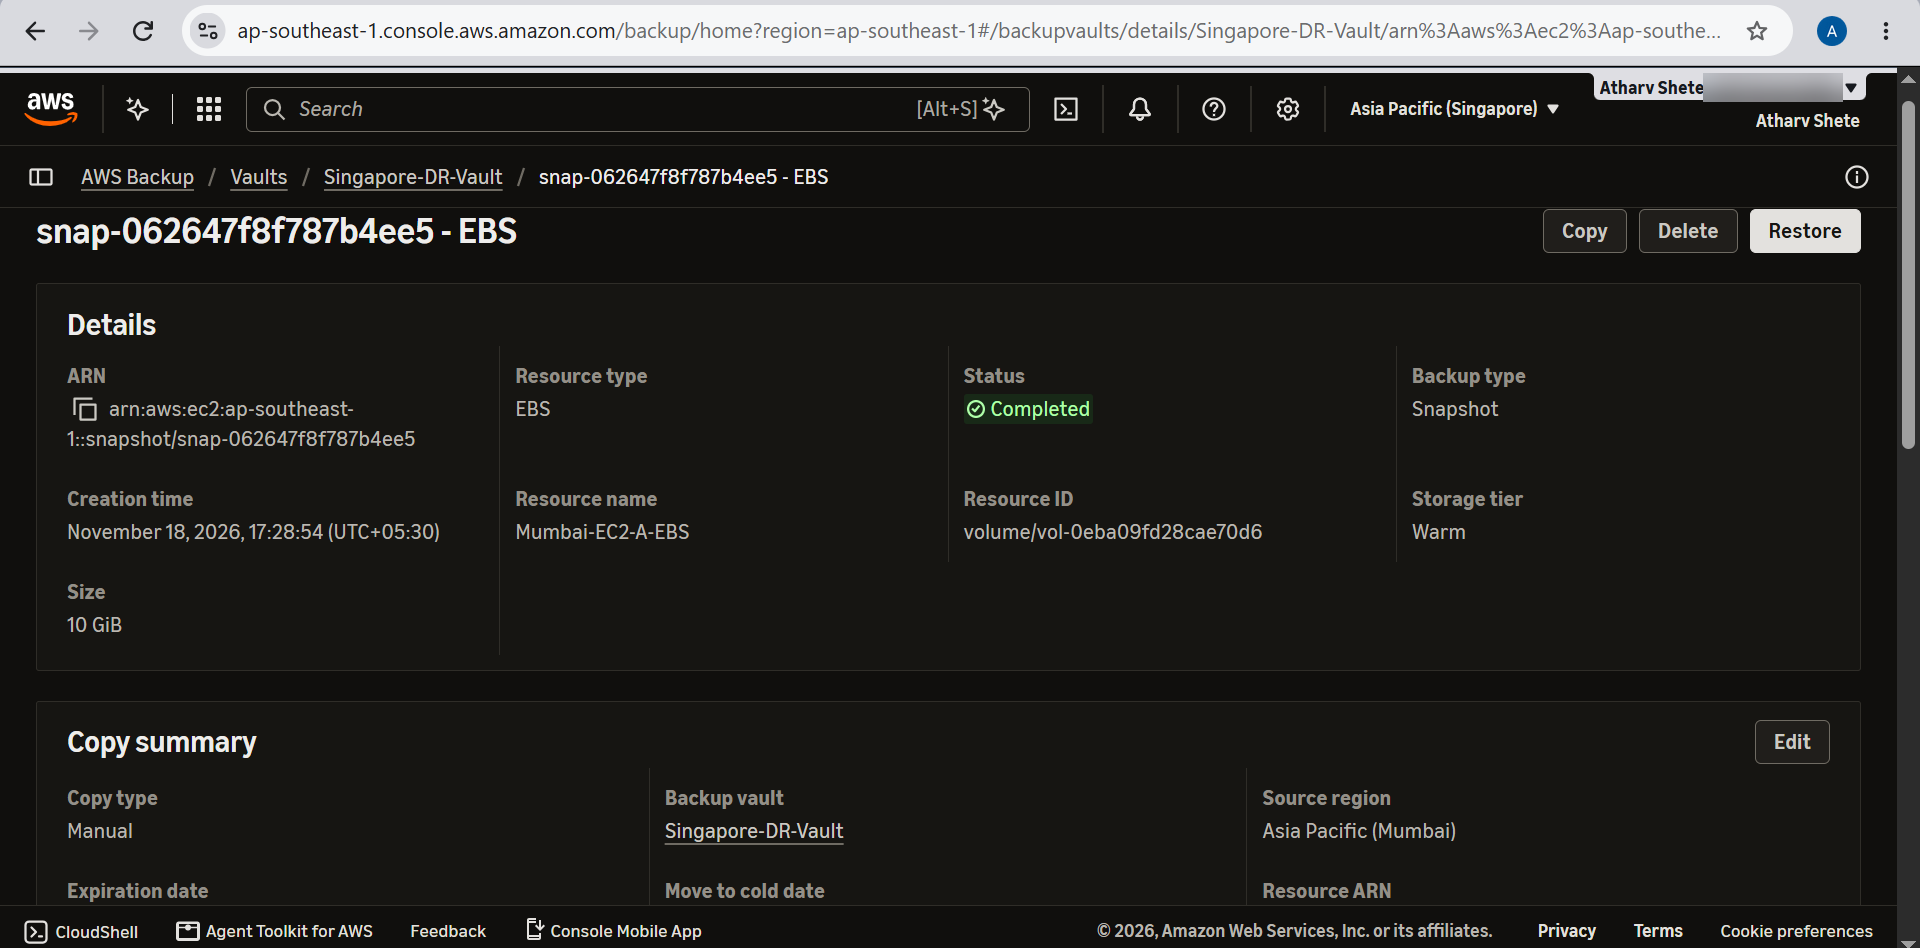 ap-southeast-1.console.aws.amazon.com/backup/home?region=ap-southeast-1#/backupvaults/details/Singapore-DR-Vault/arn%3Aaws%3Aec2%3Aap-southe...
A
aws
Search
[Alt+S]
Asia Pacific (Singapore)
Atharv Shete
Atharv Shete
AWS Backup / Vaults / Singapore-DR-Vault / snap-062647f8f787b4ee5 - EBS
snap-062647f8f787b4ee5 - EBS
Copy
Delete
Restore
Details
ARN
arn:aws:ec2:ap-southeast-
1::snapshot/snap-062647f8f787b4ee5
Resource type
EBS
Status
Completed
Backup type
Snapshot
Creation time
November 18, 2026, 17:28:54 (UTC+05:30)
Resource name
Mumbai-EC2-A-EBS
Resource ID
volume/vol-0eba09fd28cae70d6
Storage tier
Warm
Size
10 GiB
Copy summary
Edit
Copy type
Manual
Backup vault
Singapore-DR-Vault
Source region
Asia Pacific (Mumbai)
Expiration date
Move to cold date
Resource ARN
CloudShell
Agent Toolkit for AWS
Feedback
Console Mobile App
© 2026, Amazon Web Services, Inc. or its affiliates.
Privacy
Terms
Cookie preferences